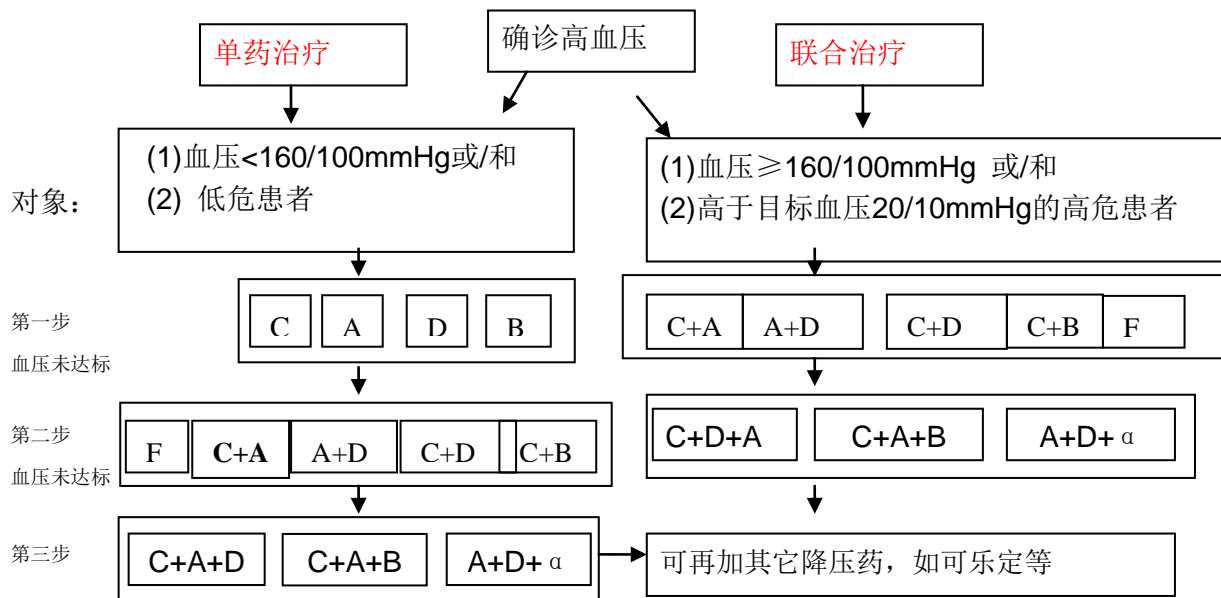 单药治疗
确诊高血压
联合治疗
对象：
(1)血压<160/100mmHg或/和
(2) 低危患者
(1)血压≥160/100mmHg 或/和
(2)高于目标血压20/10mmHg的高危患者
第一步
C A D B
C+A A+D C+D C+B F
血压未达标
第二步
F C+A A+D C+D C+B
C+D+A C+A+B A+D+α
血压未达标
第三步
C+A+D C+A+B A+D+α
可再加其它降压药，如可乐定等